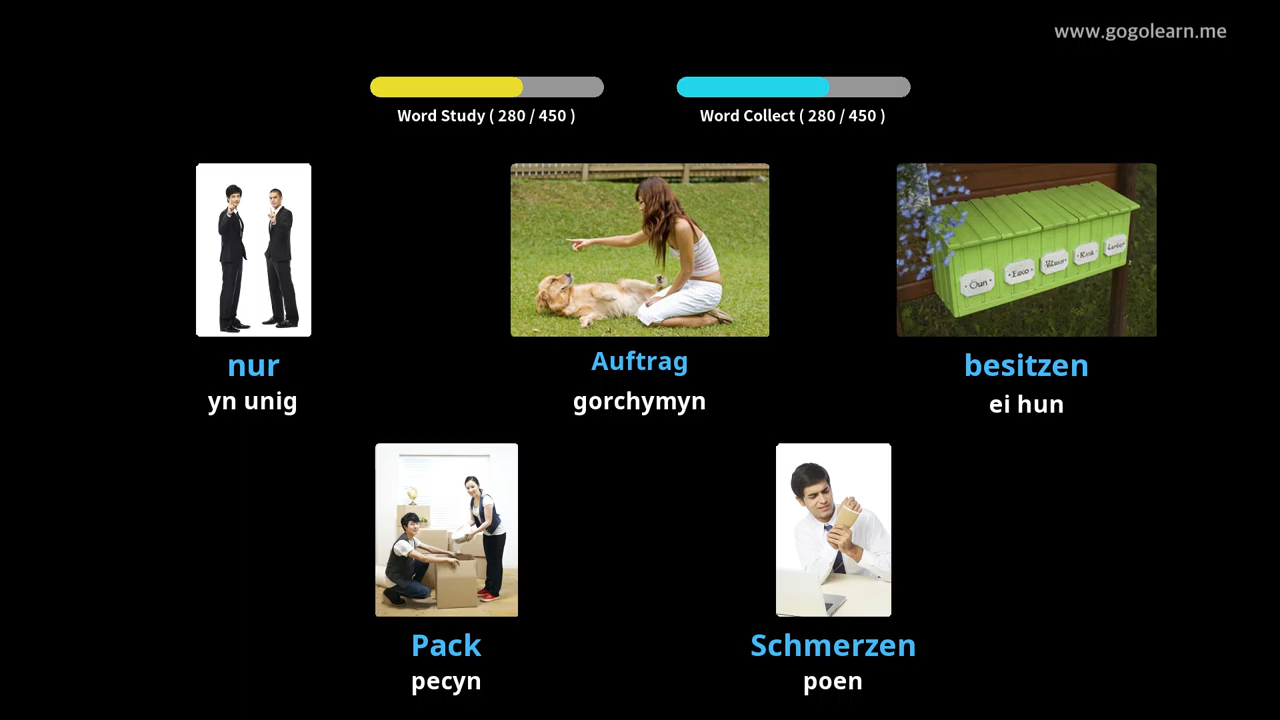 www.gogolearn.me
Word Study ( 280 / 450 )
Word Collect ( 280 / 450 )
nur
yn unig
Auftrag
gorchymyn
besitzen
ei hun
Pack
pecyn
Schmerzen
poen